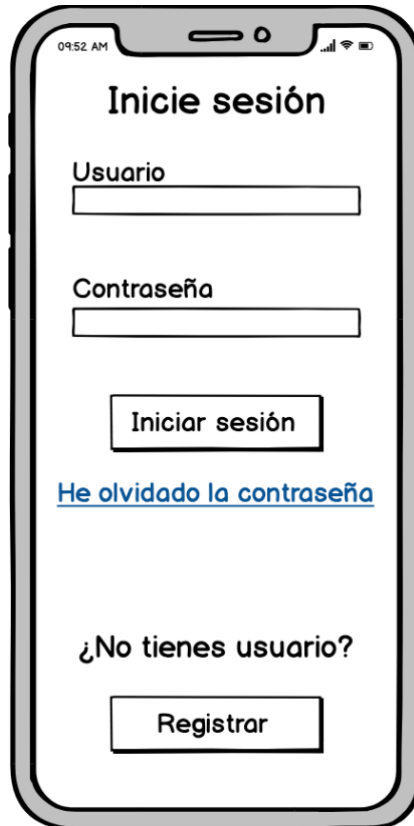 09:52 AM
Inicie sesión
Usuario
Contraseña
Iniciar sesión
He olvidado la contraseña
¿No tienes usuario?
Registrar